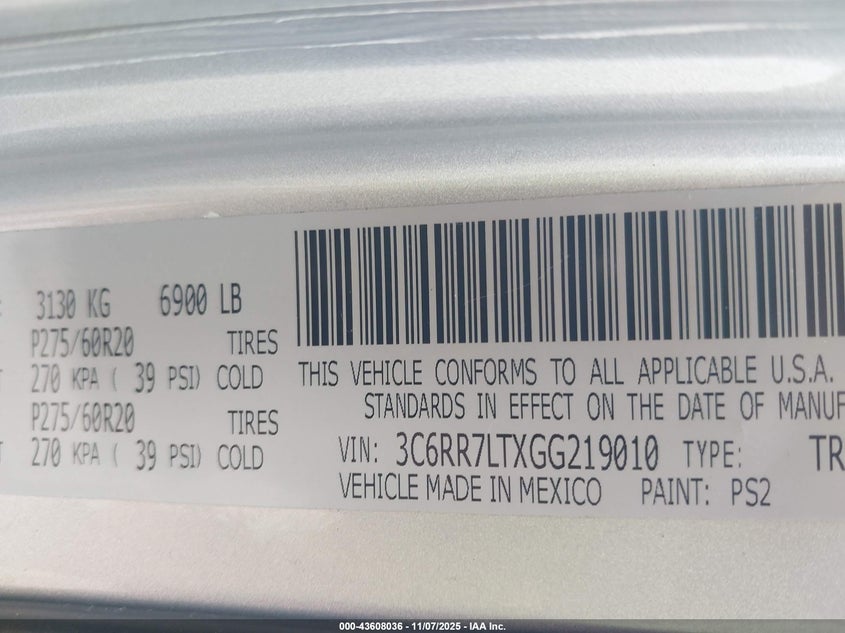 3130 KG 6900 LB
P275/60R20 TIRES
270 KPA ( 39 PSI) COLD
P275/60R20 TIRES
270 KPA ( 39 PSI) COLD
THIS VEHICLE CONFORMS TO ALL APPLICABLE U.S.A.
STANDARDS IN EFFECT ON THE DATE OF MANUF
VIN: 3C6RR7LTXGG219010 TYPE: TR
VEHICLE MADE IN MEXICO PAINT: PS2
000-43608036 - 11/07/2025 - IAA Inc.